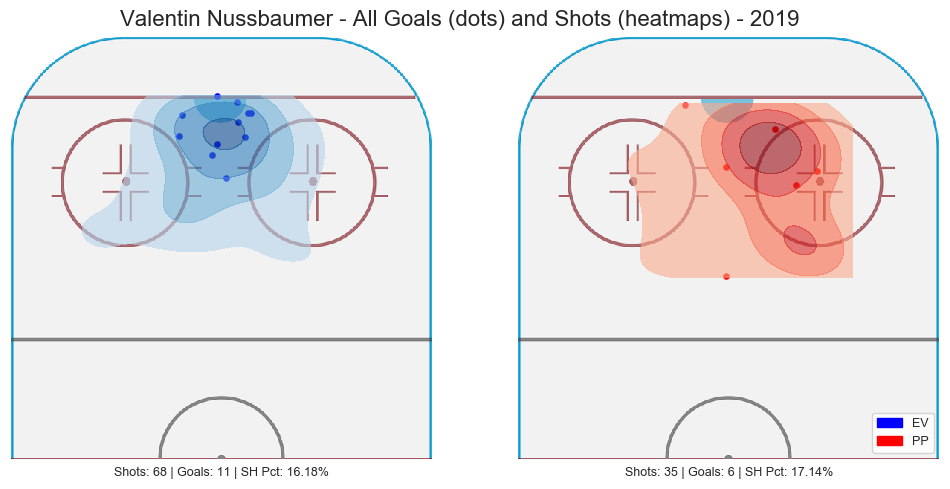 Valentin Nussbaumer - All Goals (dots) and Shots (heatmaps) - 2019
EV
PP
Shots: 68 | Goals: 11 | SH Pct: 16.18%
Shots: 35 | Goals: 6 | SH Pct: 17.14%